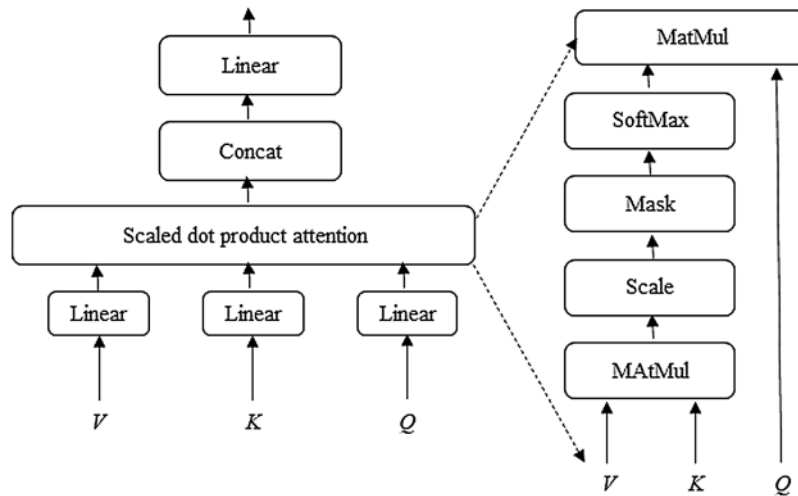 Linear
Concat
Scaled dot product attention
Linear Linear Linear
V K Q
MatMul
SoftMax
Mask
Scale
MAtMul
V K Q